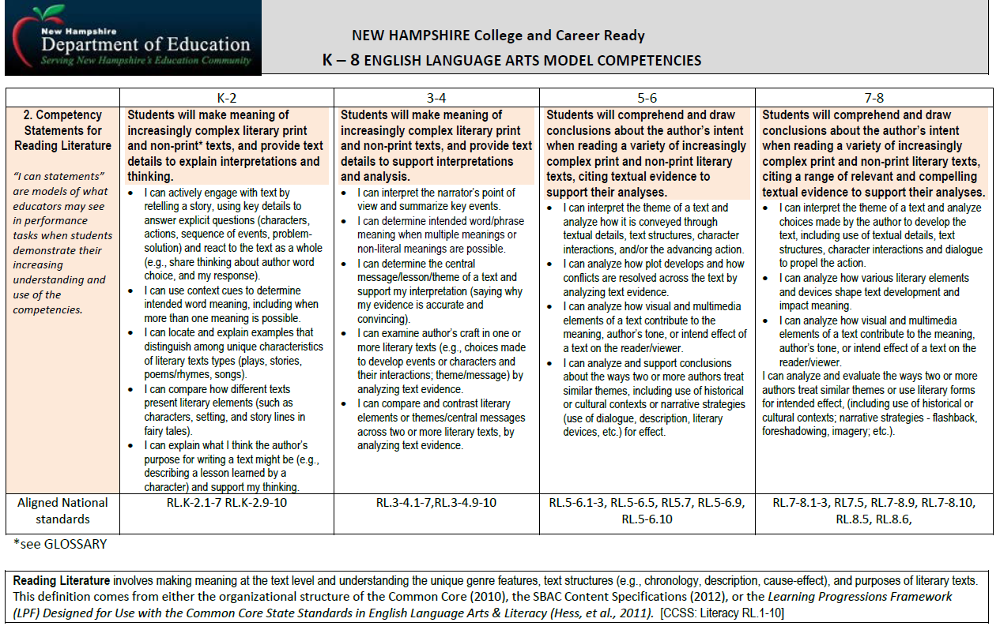 New Hampshire
Department of Education
Serving New Hampshire's Education Community
NEW HAMPSHIRE College and Career Ready
K – 8 ENGLISH LANGUAGE ARTS MODEL COMPETENCIES
K-2
3-4
5-6
7-8
2. Competency
Statements for
Reading Literature
"I can statements"
are models of what
educators may see
in performance
tasks when students
demonstrate their
increasing
understanding and
use of the
competencies.
Students will make meaning of
increasingly complex literary print
and non-print* texts, and provide text
details to explain interpretations and
thinking.
• I can actively engage with text by
retelling a story, using key details to
answer explicit questions (characters,
actions, sequence of events, problem-
solution) and react to the text as a whole
(e.g., share thinking about author word
choice, and my response).
• I can use context cues to determine
intended word meaning, including when
more than one meaning is possible.
• I can locate and explain examples that
distinguish among unique characteristics
of literary texts types (plays, stories,
poems/rhymes, songs).
• I can compare how different texts
present literary elements (such as
characters, setting, and story lines in
fairy tales).
• I can explain what I think the author's
purpose for writing a text might be (e.g.,
describing a lesson learned by a
character) and support my thinking.
Students will make meaning of
increasingly complex literary print
and non-print texts, and provide text
details to support interpretations
and analysis.
• I can interpret the narrator's point of
view and summarize key events.
• I can determine intended word/phrase
meaning when multiple meanings or
non-literal meanings are possible.
• I can determine the central
message/lesson/theme of a text and
support my interpretation (saying why
my evidence is accurate and
convincing).
• I can examine author's craft in one or
more literary texts (e.g., choices made
to develop events or characters and
their interactions; theme/message) by
analyzing text evidence.
• I can compare and contrast literary
elements or themes/central messages
across two or more literary texts, by
analyzing text evidence.
Students will comprehend and draw
conclusions about the author's intent
when reading a variety of increasingly
complex print and non-print literary
texts, citing textual evidence to
support their analyses.
• I can interpret the theme of a text and
analyze how it is conveyed through
textual details, text structures, character
interactions, and/or the advancing action.
• I can analyze how plot develops and how
conflicts are resolved across the text by
analyzing text evidence.
• I can analyze how visual and multimedia
elements of a text contribute to the
meaning, author's tone, or intend effect of
a text on the reader/viewer.
• I can analyze and support conclusions
about the ways two or more authors treat
similar themes, including use of historical
or cultural contexts or narrative strategies
(use of dialogue, description, literary
devices, etc.) for effect.
Students will comprehend and draw
conclusions about the author's intent
when reading a variety of increasingly
complex print and non-print literary texts,
citing a range of relevant and compelling
textual evidence to support their analyses.
• I can interpret the theme of a text and analyze
choices made by the author to develop the
text, including use of textual details, text
structures, character interactions and dialogue
to propel the action.
• I can analyze how various literary elements
and devices shape text development and
impact meaning.
• I can analyze how visual and multimedia
elements of a text contribute to the meaning,
author's tone, or intend effect of a text on the
reader/viewer.
I can analyze and evaluate the ways two or more
authors treat similar themes or use literary forms
for intended effect, (including use of historical or
cultural contexts; narrative strategies - flashback,
foreshadowing, imagery; etc.).
Aligned National
standards
RL.K-2.1-7 RL.K-2.9-10
RL.3-4.1-7,RL.3-4.9-10
RL.5-6.1-3, RL.5-6.5, RL5.7, RL.5-6.9,
RL.5-6.10
RL.7-8.1-3, RL7.5, RL.7-8.9, RL.7-8.10,
RL.8.5, RL.8.6,
*see GLOSSARY
Reading Literature involves making meaning at the text level and understanding the unique genre features, text structures (e.g., chronology, description, cause-effect), and purposes of literary texts.
This definition comes from either the organizational structure of the Common Core (2010), the SBAC Content Specifications (2012), or the Learning Progressions Framework
(LPF) Designed for Use with the Common Core State Standards in English Language Arts & Literacy (Hess, et al., 2011). [CCSS: Literacy RL.1-10]